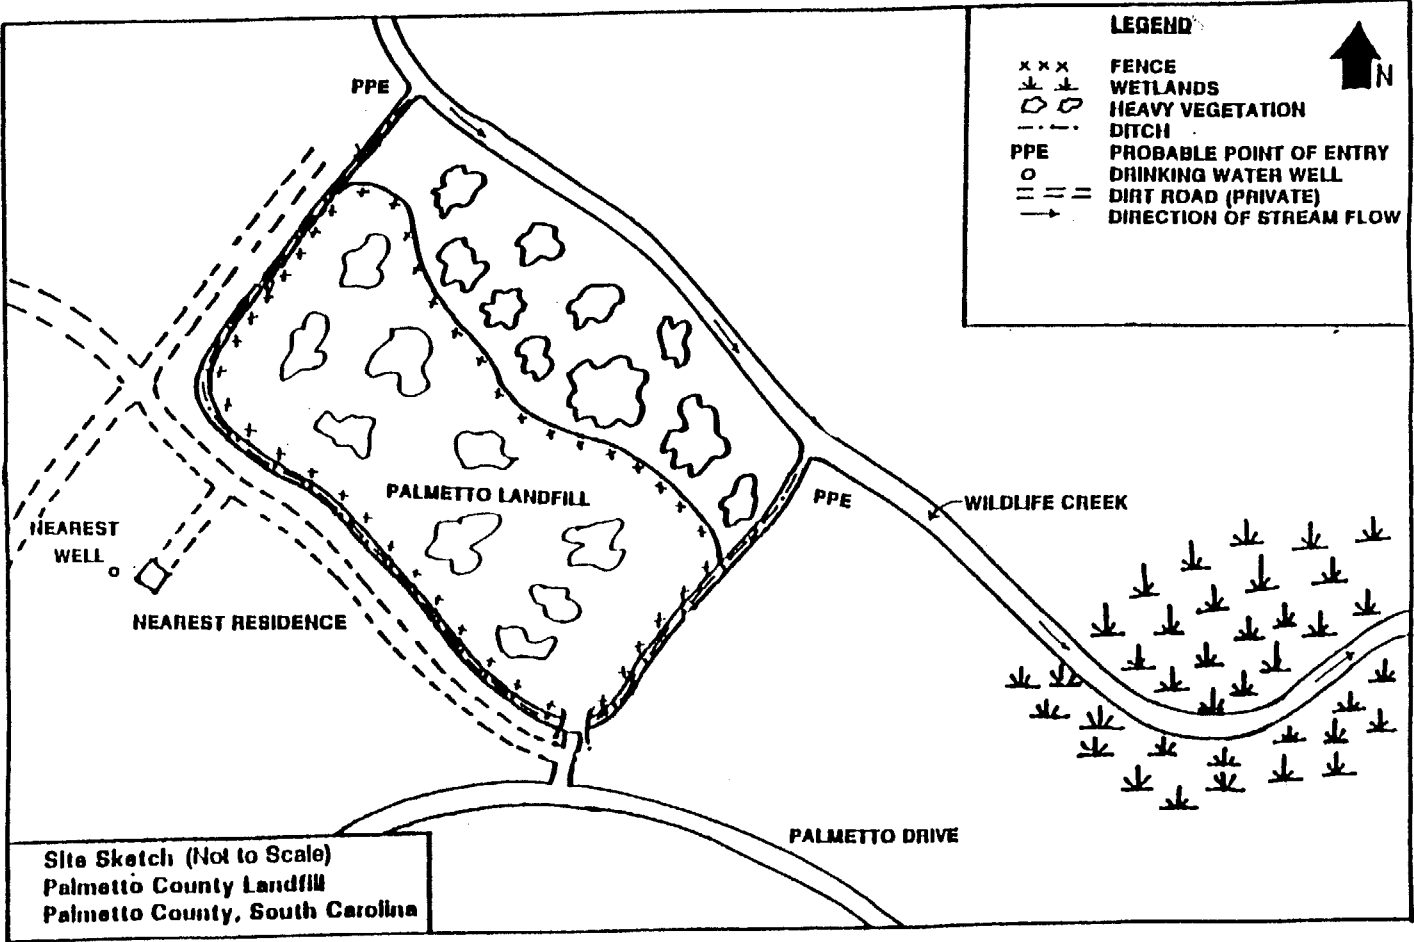 LEGEND
× × × FENCE
WETLANDS
HEAVY VEGETATION
DITCH
PPE PROBABLE POINT OF ENTRY
DRINKING WATER WELL
DIRT ROAD (PRIVATE)
DIRECTION OF STREAM FLOW
N
PPE
PALMETTO LANDFILL
PPE
WILDLIFE CREEK
NEAREST
WELL
NEAREST RESIDENCE
PALMETTO DRIVE
Site Sketch (Not to Scale)
Palmetto County Landfill
Palmetto County, South Carolina